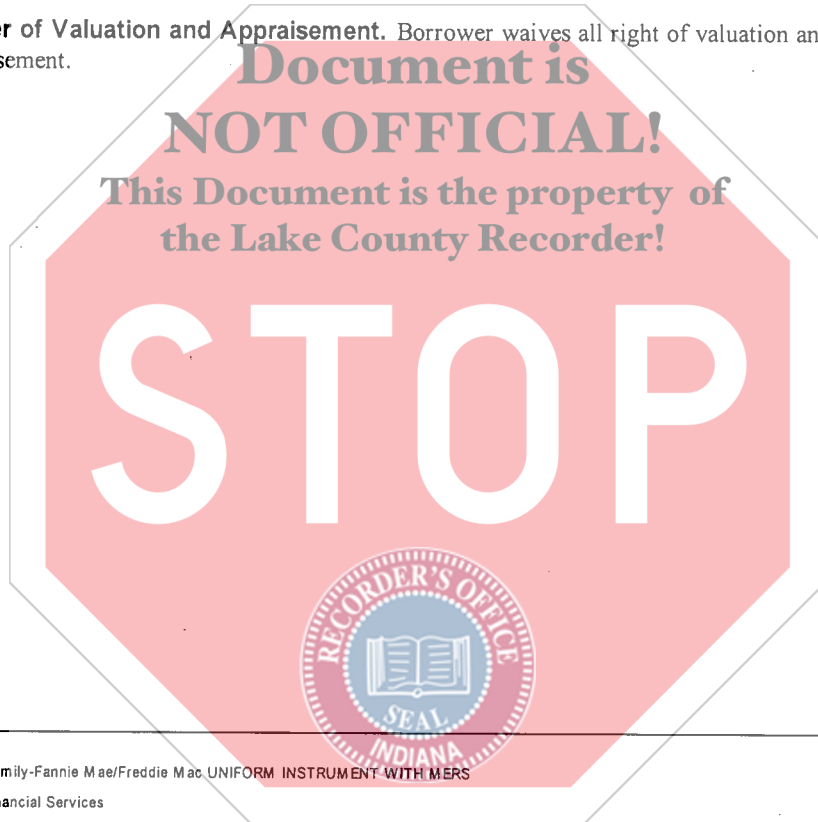 er of Valuation and Appraisement. Borrower waives all right of valuation an
sement.
Document is
NOT OFFICIAL!
This Document is the property of
the Lake County Recorder!
STOP
RECORDER'S OFFICE
SEAL
INDIANA
mily-Fannie Mae/Freddie Mac UNIFORM INSTRUMENT WITH MERS
ancial Services